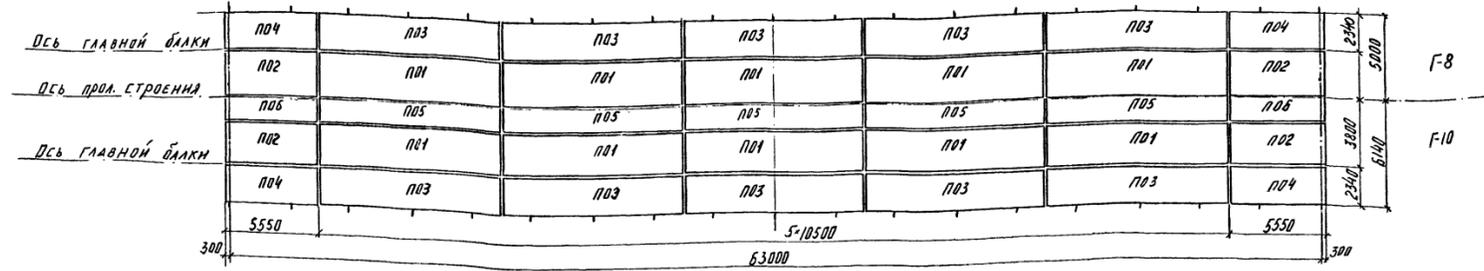 П04 П03 П03 П03 П03 П03 П04
Ось главной балки
2340
П02 П01 П01 П01 П01 П01 П02
5000
Г-8
Ось прол. строения
П06 П05 П05 П05 П05 П05 П06
П02 П01 П01 П01 П01 П01 П02
3800
6140
Г-10
Ось главной балки
П04 П03 П03 П03 П03 П03 П04
2340
5550 5×10500 5550
300 63000 300